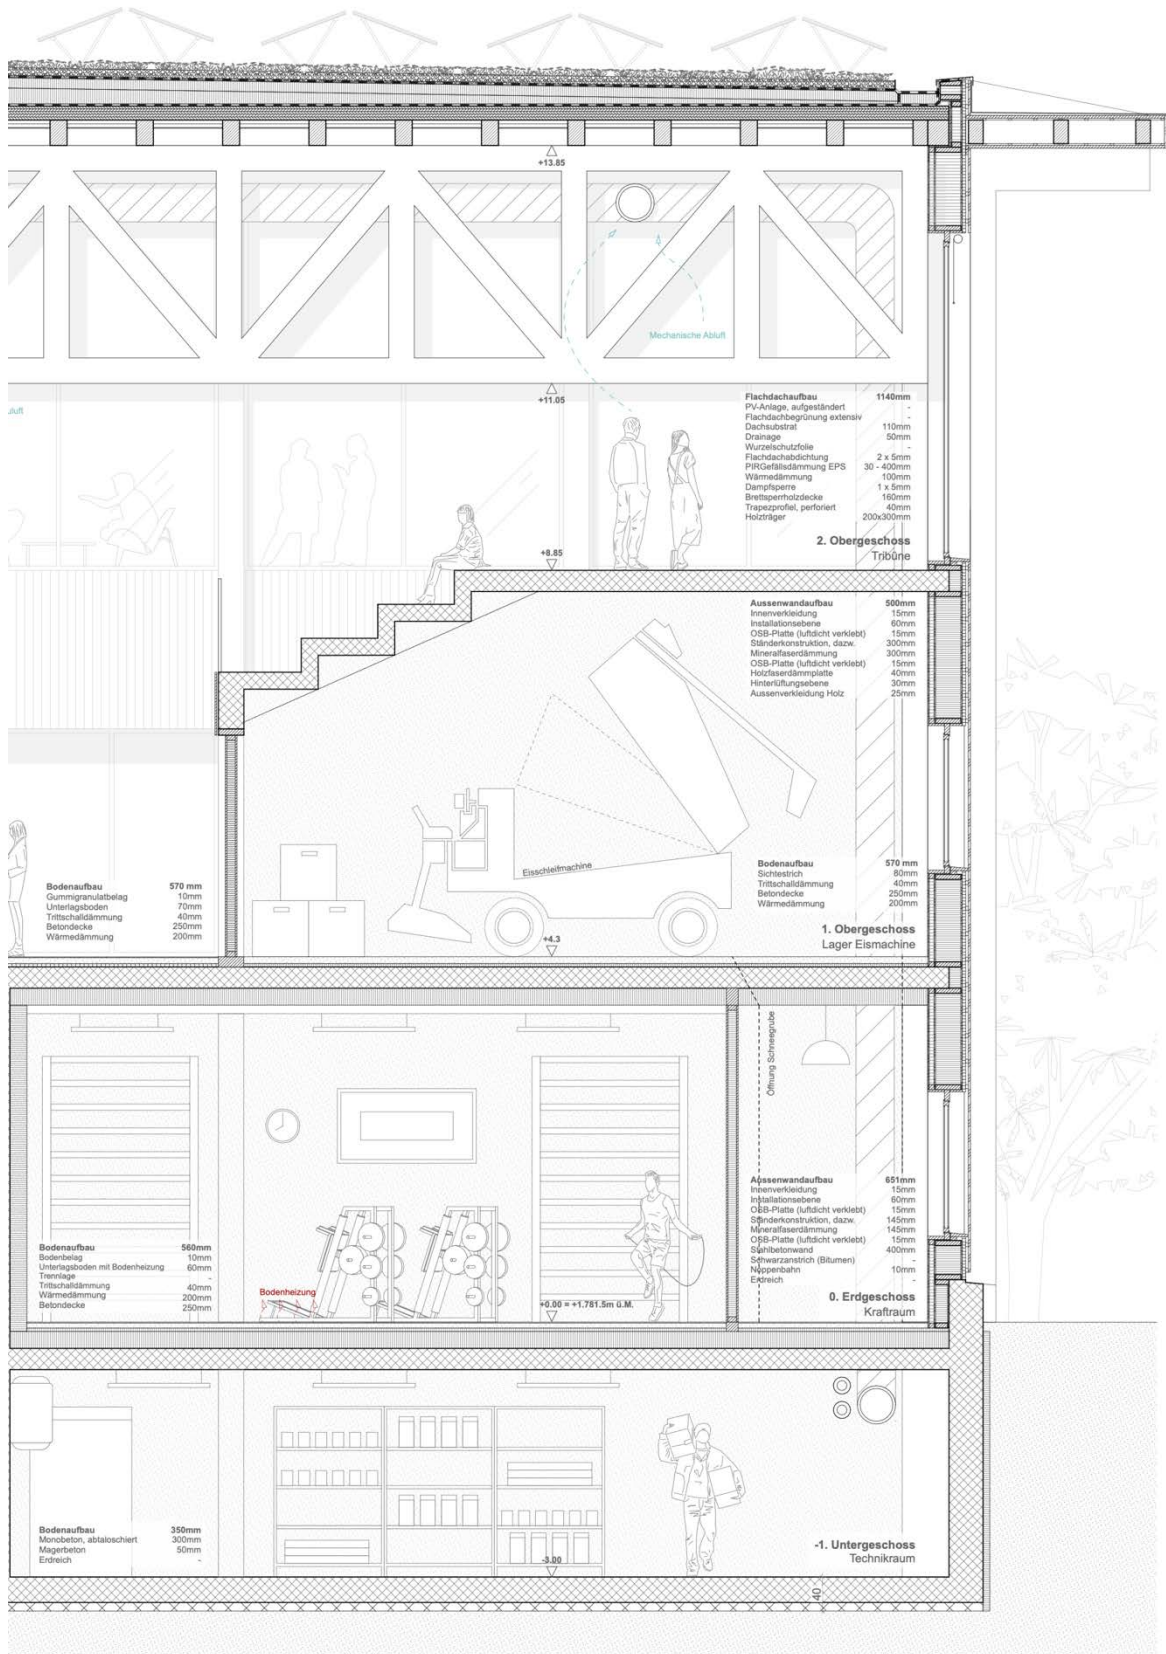 +13.85
Mechanische Abluft
+11.05
Flachdachaufbau 1140mm
PV-Anlage, aufgeständert -
Flachdachbegrünung extensiv -
Dachsubstrat 110mm
Drainage 50mm
Wurzelschutzfolie -
Flachdachabdichtung 2 x 5mm
PIRGefällsdämmung EPS 30 - 400mm
Wärmedämmung 100mm
Dampfsperre 1 x 5mm
Brettsperrholzdecke 160mm
Trapezprofiel, perforiert 40mm
Holzträger 200x300mm
2. Obergeschoss
Tribüne
+8.85
Aussenwandaufbau 500mm
Innenverkleidung 15mm
Installationsebene 60mm
OSB-Platte (luftdicht verklebt) 15mm
Ständerkonstruktion, dazw. 300mm
Mineralfaserdämmung 300mm
OSB-Platte (luftdicht verklebt) 15mm
Holzfaserdämmplatte 40mm
Hinterlüftungsebene 30mm
Aussenverkleidung Holz 25mm
Eisschleifmachine
Bodenaufbau 570 mm
Gummigranulatbelag 10mm
Unterlagsboden 70mm
Trittschalldämmung 40mm
Betondecke 250mm
Wärmedämmung 200mm
Bodenaufbau 570 mm
Sichtestrich 80mm
Trittschalldämmung 40mm
Betondecke 250mm
Wärmedämmung 200mm
1. Obergeschoss
Lager Eismachine
+4.3
Öffnung Schneegrube
Aussenwandaufbau 651mm
Innenverkleidung 15mm
Installationsebene 60mm
OSB-Platte (luftdicht verklebt) 15mm
Ständerkonstruktion, dazw. 145mm
Mineralfaserdämmung 145mm
OSB-Platte (luftdicht verklebt) 15mm
Stahlbetonwand 400mm
Schwarzanstrich (Bitumen) -
Noppenbahn 10mm
Erdreich -
0. Erdgeschoss
Kraftraum
Bodenaufbau 560mm
Bodenbelag 10mm
Unterlagsboden mit Bodenheizung 60mm
Trennlage -
Trittschalldämmung 40mm
Wärmedämmung 200mm
Betondecke 250mm
Bodenheizung
+0.00 = +1.781.5m ü.M.
Bodenaufbau 350mm
Monobeton, abtaloschiert 300mm
Magerbeton 50mm
Erdreich -
-1. Untergeschoss
Technikraum
-3.00
40